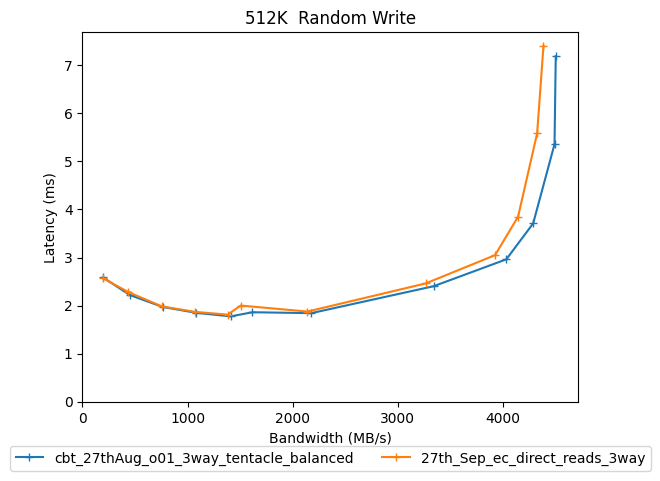 512K  Random Write
Latency (ms)
7
6
5
4
3
2
1
0
0 1000 2000 3000 4000
Bandwidth (MB/s)
cbt_27thAug_o01_3way_tentacle_balanced 27th_Sep_ec_direct_reads_3way